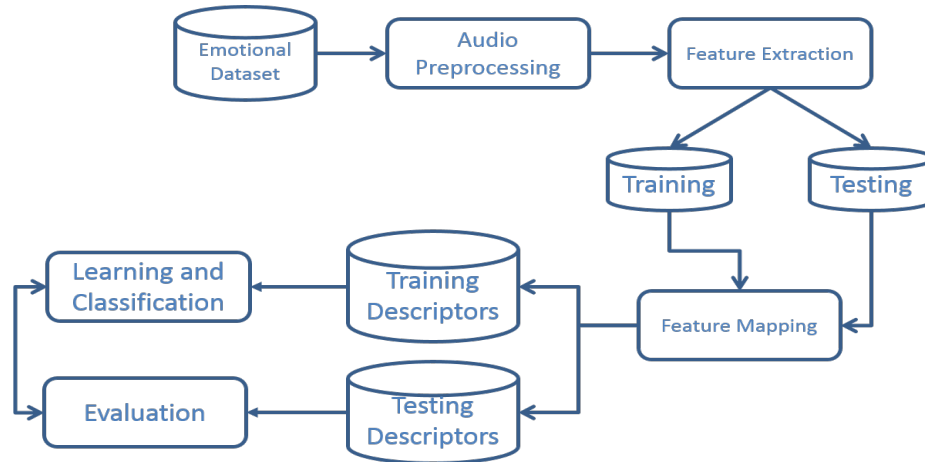 Emotional
Dataset
Audio
Preprocessing
Feature Extraction
Training
Testing
Feature Mapping
Training
Descriptors
Learning and
Classification
Testing
Descriptors
Evaluation